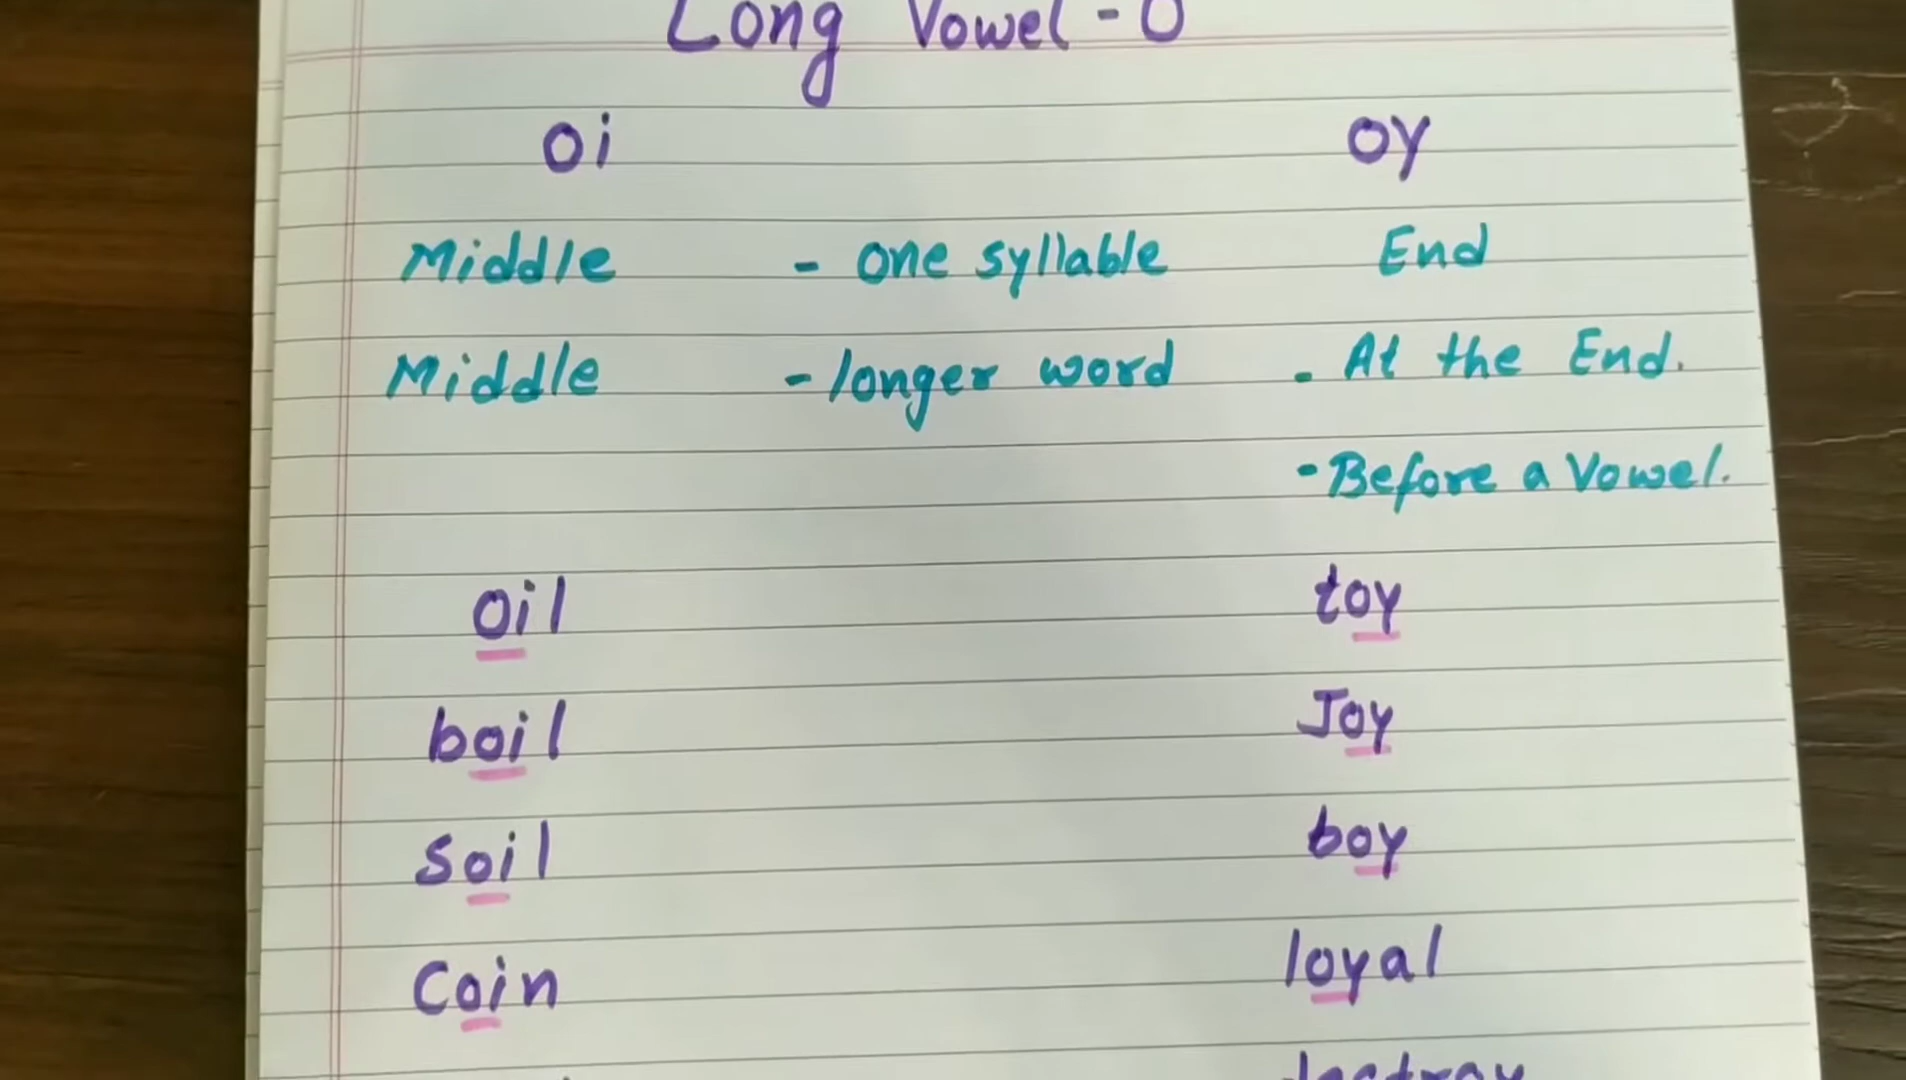 Long Vowel - O
oi oy
Middle - one syllable End
Middle - longer word - At the End.
- Before a Vowel.
Oil toy
boil Joy
Soil boy
Coin loyal
destroy